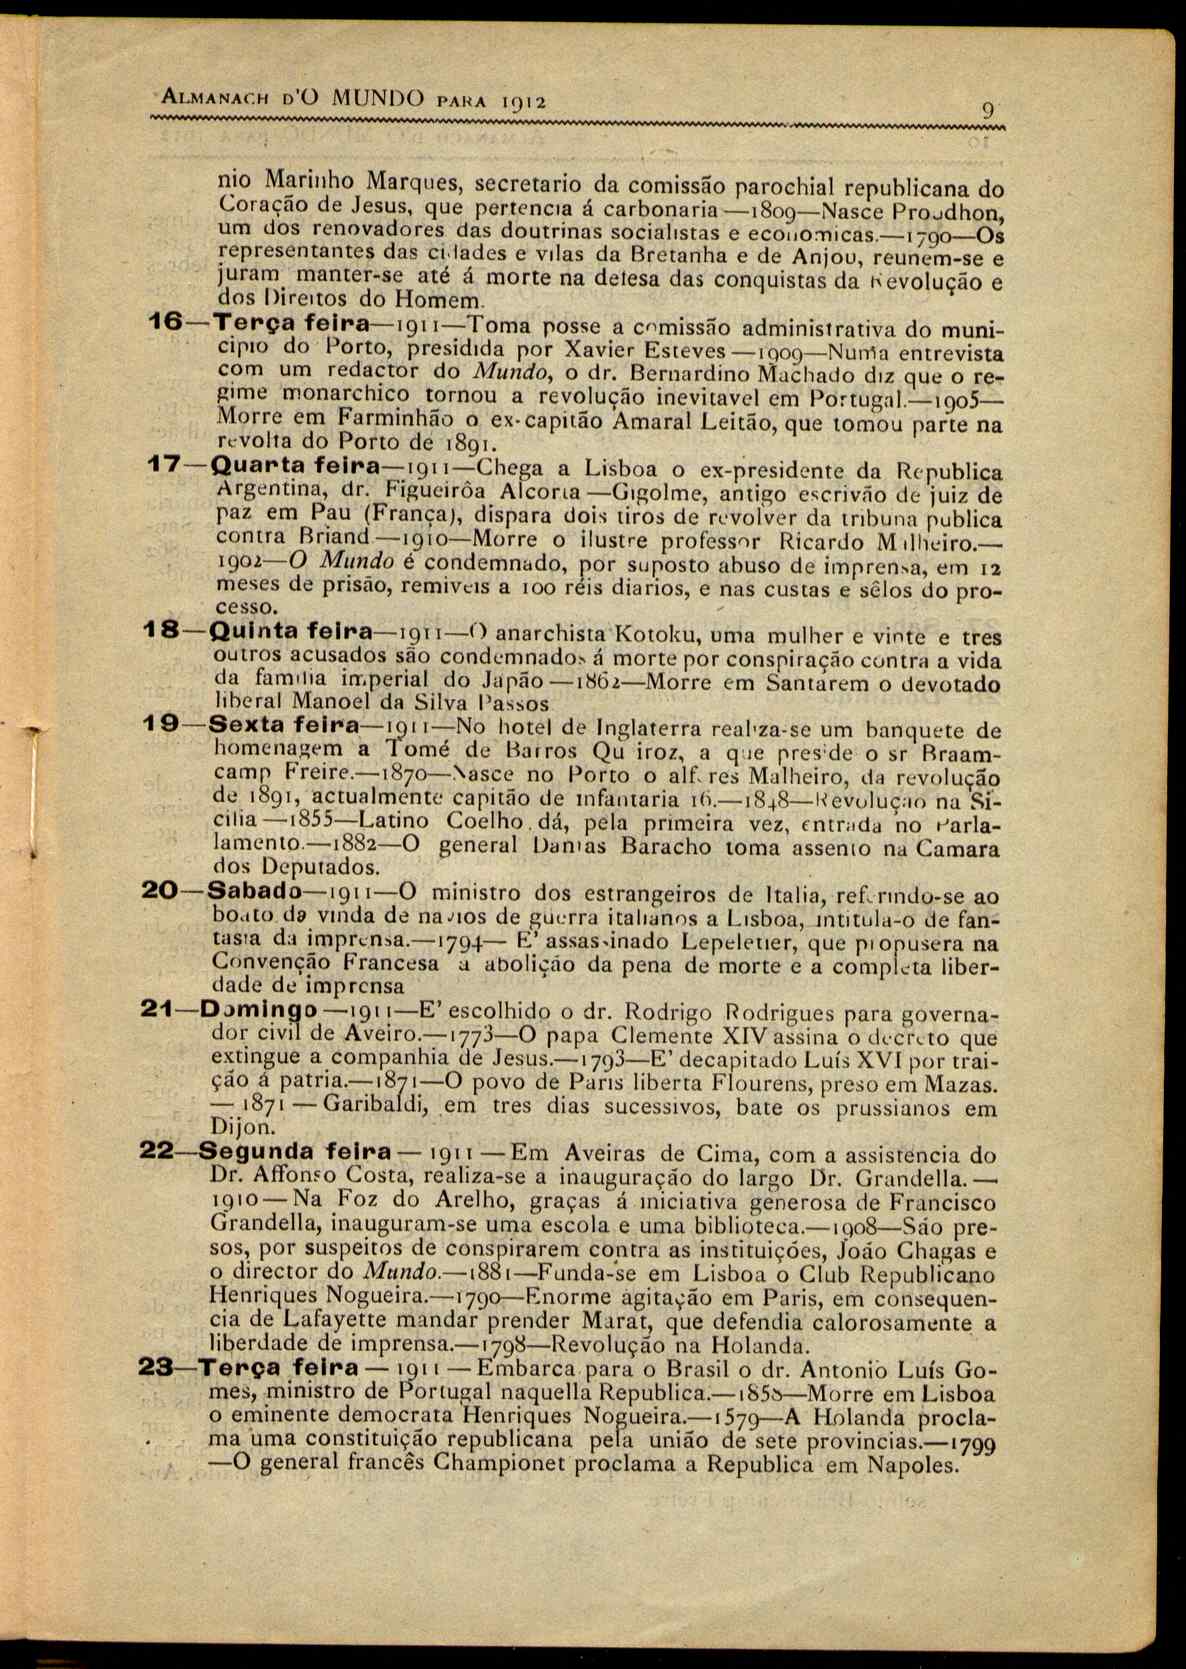 ALMANACH D'O MUNDO PARA 1912
9
nio Marinho Marques, secretario da comissão parochial republicana do
Coração de Jesus, que pertencia á carbonaria—1809—Nasce Proudhon,
um dos renovadores das doutrinas socialistas e economicas.—1790—Os
representantes das cidades e vilas da Bretanha e de Anjou, reunem-se e
juram manter-se até á morte na defesa das conquistas da Revolução e
dos Direitos do Homem.
16—Terça feira—1911—Toma posse a comissão administrativa do muni-
cipio do Porto, presidida por Xavier Esteves—1909—Numa entrevista
com um redactor do Mundo, o dr. Bernardino Machado diz que o re-
gime monarchico tornou a revolução inevitavel em Portugal.—1905—
Morre em Farminhão o ex-capitão Amaral Leitão, que tomou parte na
revolta do Porto de 1891.
17—Quarta feira—1911—Chega a Lisboa o ex-presidente da Republica
Argentina, dr. Figueirôa Alcorta—Gigolme, antigo escrivão de juiz de
paz em Pau (França), dispara dois tiros de revolver da tribuna publica
contra Briand—1910—Morre o ilustre professor Ricardo Milheiro.—
1902—O Mundo é condemnado, por suposto abuso de imprensa, em 12
meses de prisão, remiveis a 100 réis diarios, e nas custas e sêlos do pro-
cesso.
18—Quinta feira—1911—O anarchista Kotoku, uma mulher e vinte e tres
outros acusados são condemnados á morte por conspiração contra a vida
da familia imperial do Japão—1862—Morre em Santarem o devotado
liberal Manoel da Silva Passos
19—Sexta feira—1911—No hotel de Inglaterra realiza-se um banquete de
homenagem a Tomé de Barros Queiroz, a que preside o sr Braam-
camp Freire.—1870—Nasce no Porto o alferes Malheiro, da revolução
de 1891, actualmente capitão de infantaria 16.—1848—Revolução na Si-
cilia—1855—Latino Coelho dá, pela primeira vez, entrada no Parla-
lamento.—1882—O general Dantas Baracho toma assento na Camara
dos Deputados.
20—Sabado—1911—O ministro dos estrangeiros de Italia, referindo-se ao
boato da vinda de navios de guerra italianos a Lisboa, intitula-o de fan-
tasia da imprensa.—1794— E' assassinado Lepeletier, que propusera na
Convenção Francesa a abolição da pena de morte e a completa liber-
dade de imprensa
21—Domingo—1911—E' escolhido o dr. Rodrigo Rodrigues para governa-
dor civil de Aveiro.—1773—O papa Clemente XIV assina o decreto que
extingue a companhia de Jesus.—1793—E' decapitado Luís XVI por trai-
ção á patria.—1871—O povo de Paris liberta Flourens, preso em Mazas.
— 1871 — Garibaldi, em tres dias sucessivos, bate os prussianos em
Dijon.
22—Segunda feira — 1911 — Em Aveiras de Cima, com a assistencia do
Dr. Affonso Costa, realiza-se a inauguração do largo Dr. Grandella. —
1910 — Na Foz do Arelho, graças á iniciativa generosa de Francisco
Grandella, inauguram-se uma escola e uma biblioteca.—1908—São pre-
sos, por suspeitos de conspirarem contra as instituições, João Chagas e
o director do Mundo.—1881—Funda-se em Lisboa o Club Republicano
Henriques Nogueira.—1790—Enorme agitação em Paris, em consequen-
cia de Lafayette mandar prender Marat, que defendia calorosamente a
liberdade de imprensa.—1798—Revolução na Holanda.
23—Terça feira — 1911 — Embarca para o Brasil o dr. Antonio Luís Go-
mes, ministro de Portugal naquella Republica.—1858—Morre em Lisboa
o eminente democrata Henriques Nogueira.—1579—A Holanda procla-
ma uma constituição republicana pela união de sete provincias.—1799
—O general francês Championet proclama a Republica em Napoles.